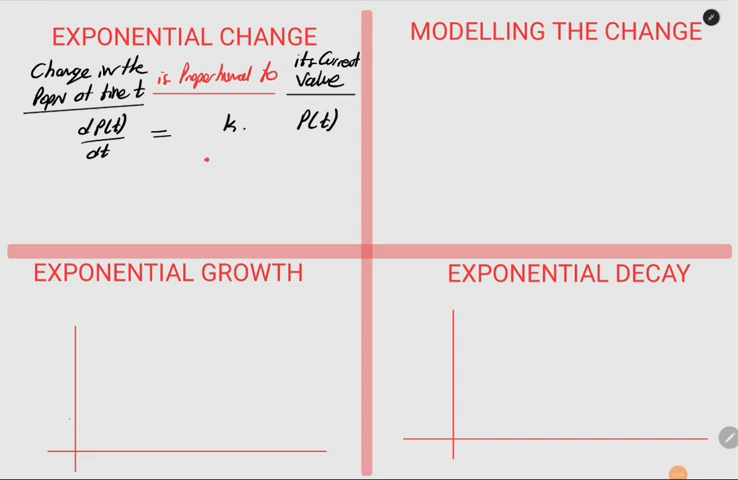 EXPONENTIAL CHANGE
Change in the is Proportional to its Current
Popn at time t Value
dP(t) = k. P(t)
dt
MODELLING THE CHANGE
EXPONENTIAL GROWTH
EXPONENTIAL DECAY